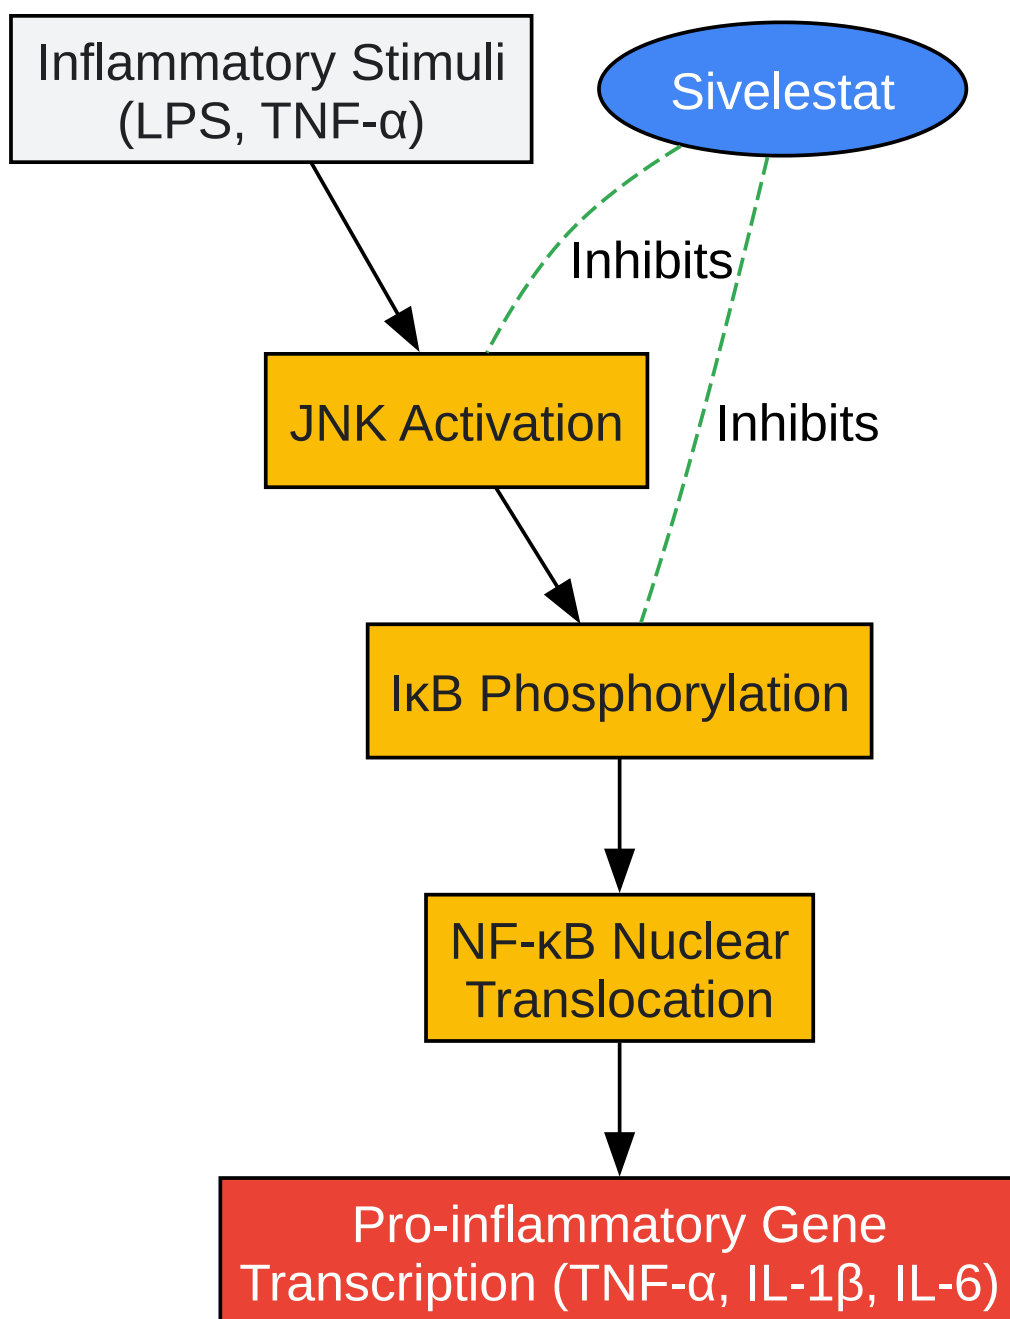 Inflammatory Stimuli
(LPS, TNF-α)
Sivelestat
Inhibits
JNK Activation
Inhibits
IκB Phosphorylation
NF-κB Nuclear
Translocation
Pro-inflammatory Gene
Transcription (TNF-α, IL-1β, IL-6)